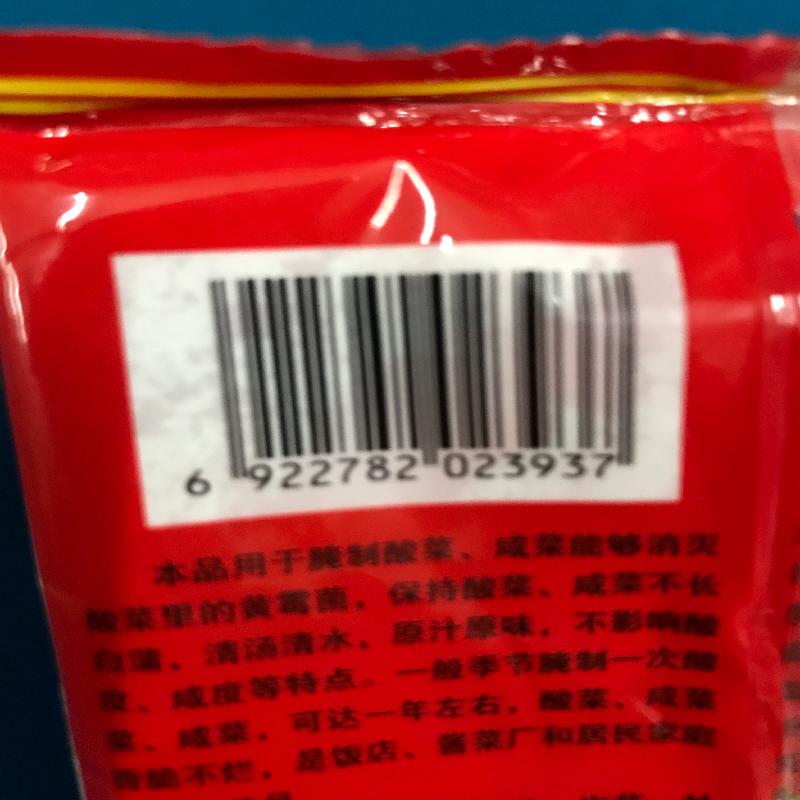 6 922782 023937
本品用于腌制酸菜、咸菜能够消灭
酸菜里的黄霉菌，保持酸菜、咸菜不长
白蒲，清汤清水，原汁原味，不影响酸
度、咸度等特点。一般季节腌制一次酸
菜、咸菜，可达一年左右，酸菜、咸菜
香脆不烂，是饭店、酱菜厂和居民家庭